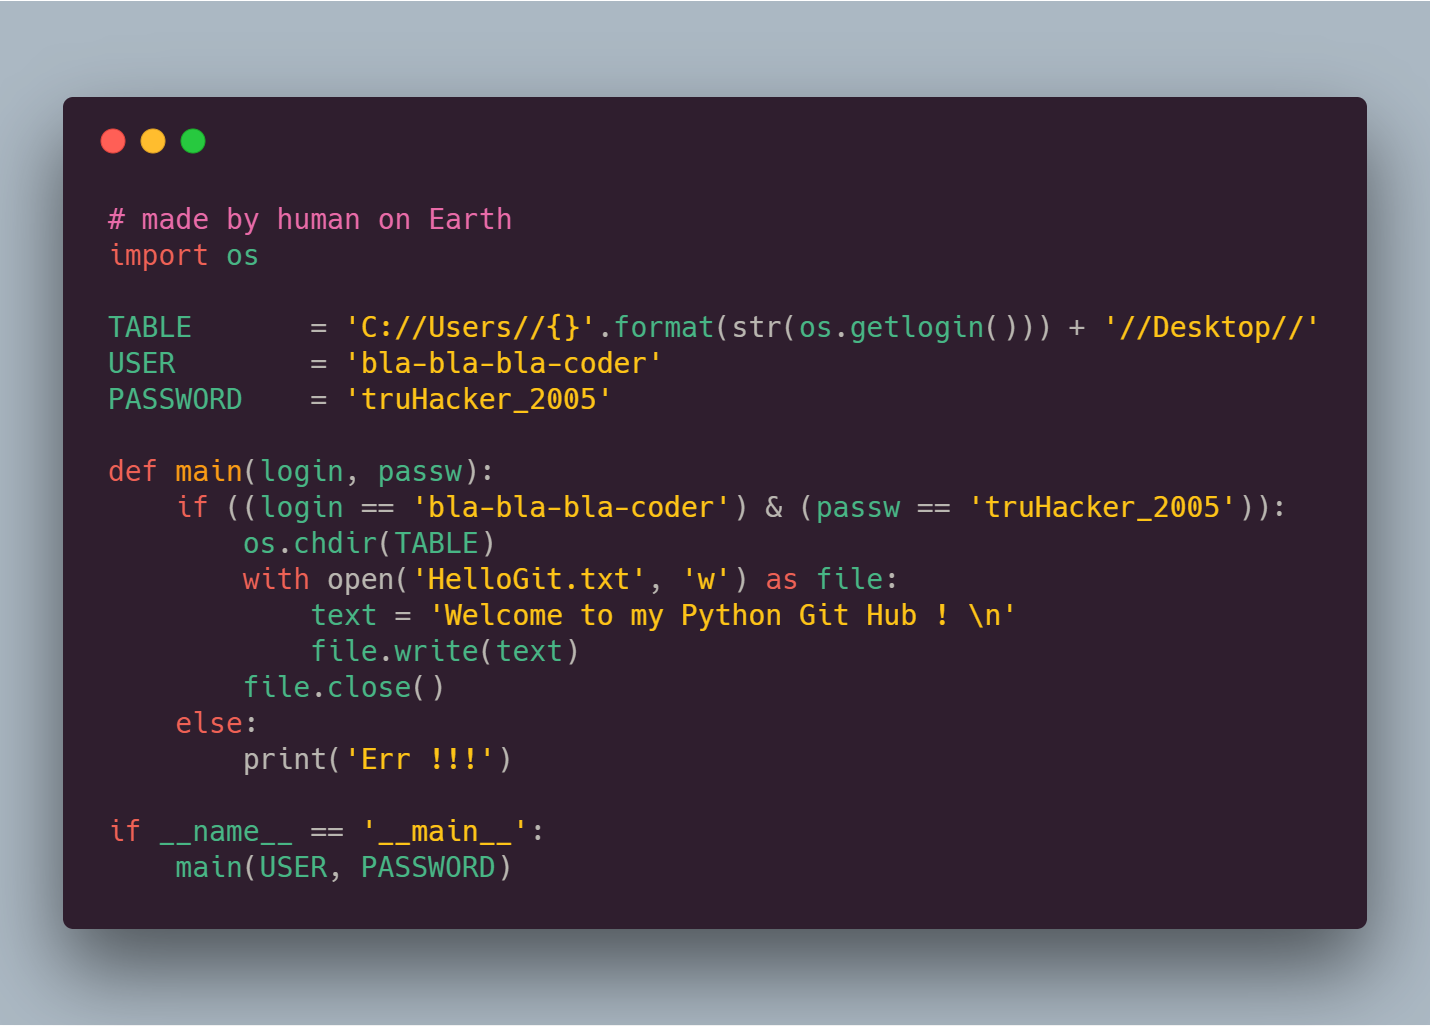 # made by human on Earth
import os

TABLE       = 'C://Users//{}'.format(str(os.getlogin())) + '//Desktop//'
USER        = 'bla-bla-bla-coder'
PASSWORD    = 'truHacker_2005'

def main(login, passw):
    if ((login == 'bla-bla-bla-coder') & (passw == 'truHacker_2005')):
        os.chdir(TABLE)
        with open('HelloGit.txt', 'w') as file:
            text = 'Welcome to my Python Git Hub ! \n'
            file.write(text)
        file.close()
    else:
        print('Err !!!')

if __name__ == '__main__':
    main(USER, PASSWORD)